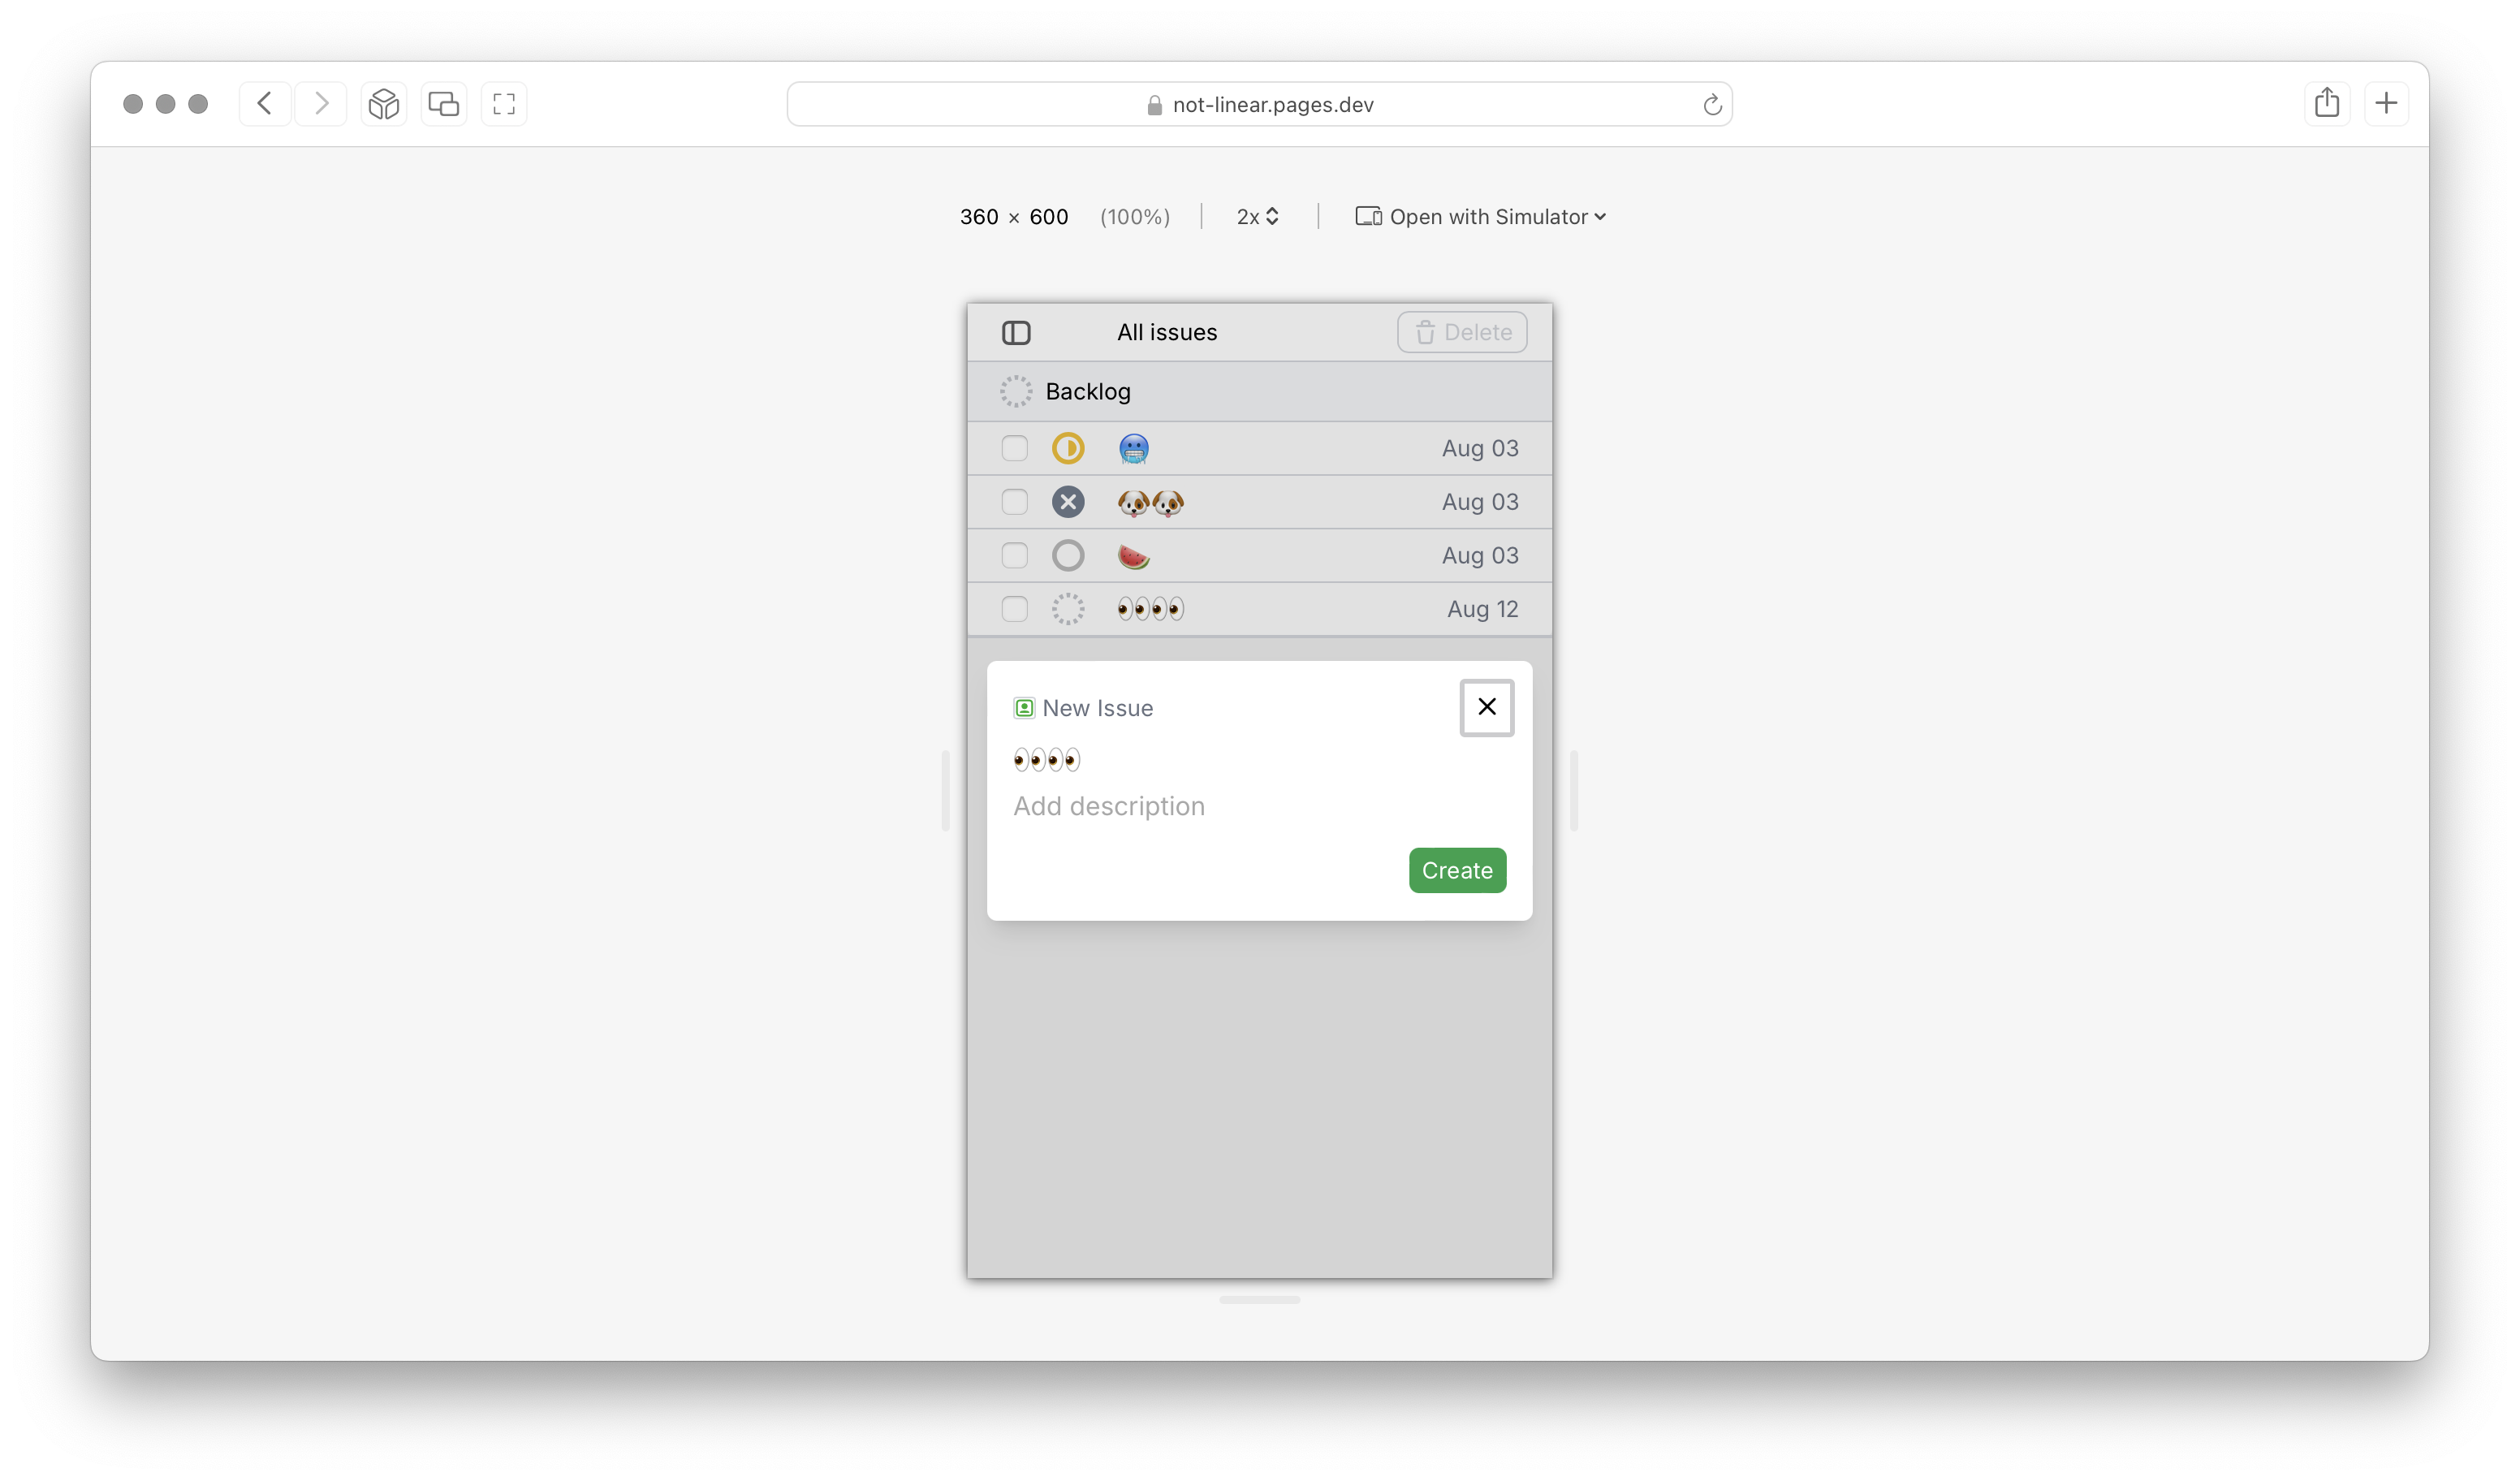 not-linear.pages.dev
360 × 600 (100%) 2x Open with Simulator
All issues Delete
Backlog
🥶 Aug 03
🐶🐶 Aug 03
🍉 Aug 03
👀👀 Aug 12
New Issue
👀👀
Add description
Create